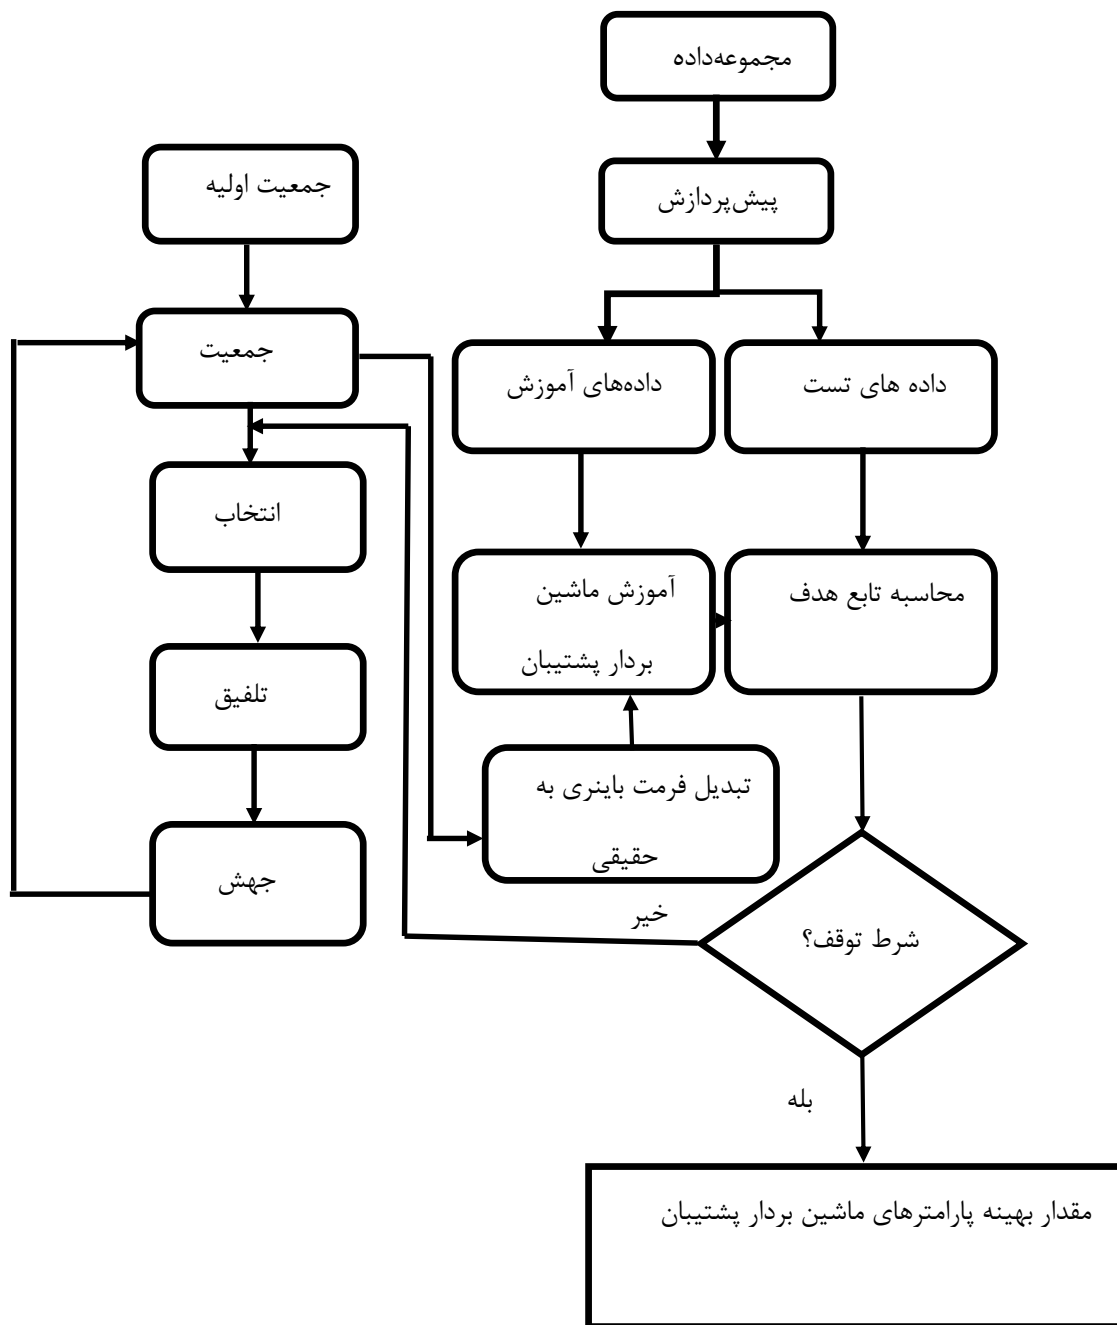 مجموعه‌داده
پیش‌پردازش
جمعیت اولیه
جمعیت
داده‌های آموزش
داده های تست
انتخاب
آموزش ماشین
بردار پشتیبان
محاسبه تابع هدف
تلفیق
تبدیل فرمت باینری به
حقیقی
جهش
خیر
شرط توقف؟
بله
مقدار بهینه پارامترهای ماشین بردار پشتیبان